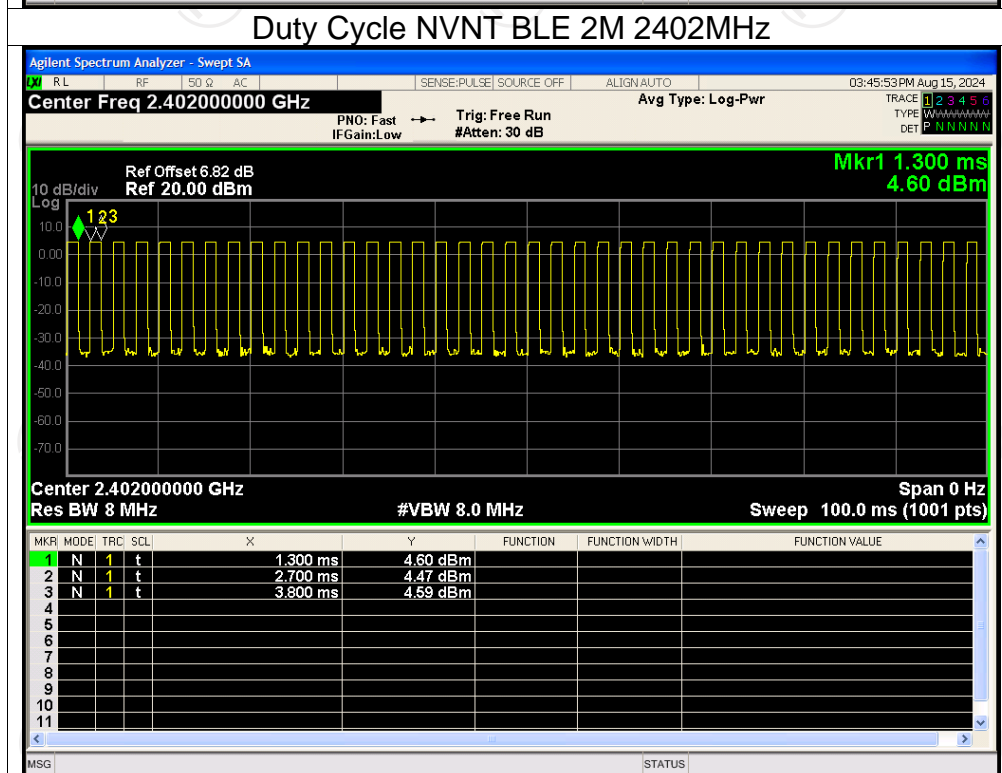 Duty Cycle NVNT BLE 2M 2402MHz
Agilent Spectrum Analyzer - Swept SA
LXI RL RF 50 Ω AC SENSE:PULSE SOURCE OFF ALIGN AUTO 03:45:53 PM Aug 15, 2024
Center Freq 2.402000000 GHz Avg Type: Log-Pwr TRACE 1 2 3 4 5 6
PNO: Fast Trig: Free Run TYPE W
IFGain:Low #Atten: 30 dB DET P N N N N N
Mkr1 1.300 ms
4.60 dBm
Ref Offset 6.82 dB
10 dB/div Ref 20.00 dBm
Log
1 2 3
10.0
0.00
-10.0
-20.0
-30.0
-40.0
-50.0
-60.0
-70.0
Center 2.402000000 GHz Span 0 Hz
Res BW 8 MHz #VBW 8.0 MHz Sweep 100.0 ms (1001 pts)
MKR MODE TRC SCL X Y FUNCTION FUNCTION WIDTH FUNCTION VALUE
1 N 1 t 1.300 ms 4.60 dBm
2 N 1 t 2.700 ms 4.47 dBm
3 N 1 t 3.800 ms 4.59 dBm
4
5
6
7
8
9
10
11
MSG STATUS